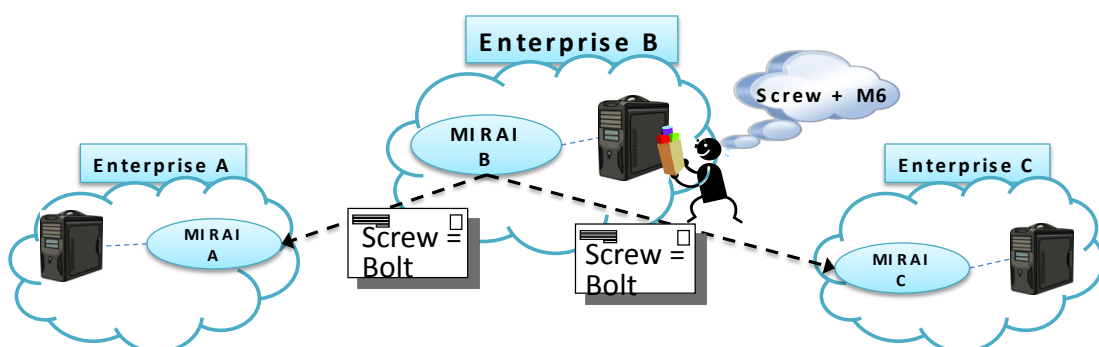 Enterprise B
Screw + M6
MIRAI
B
Enterprise A
Enterprise C
MIRAI
A
Screw =
Bolt
Screw =
Bolt
MIRAI
C